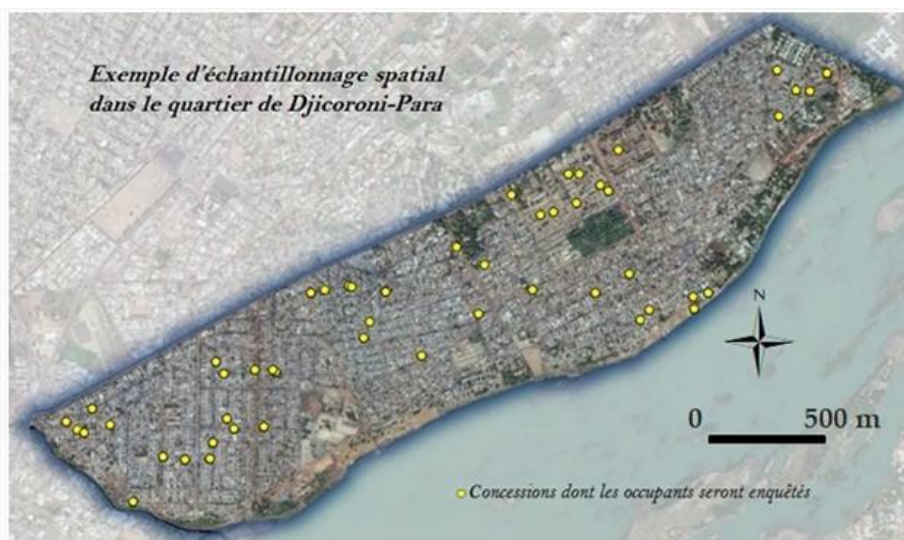 Exemple d'échantillonnage spatial
dans le quartier de Djicoroni-Para
N
0 500 m
Concessions dont les occupants seront enquêtés